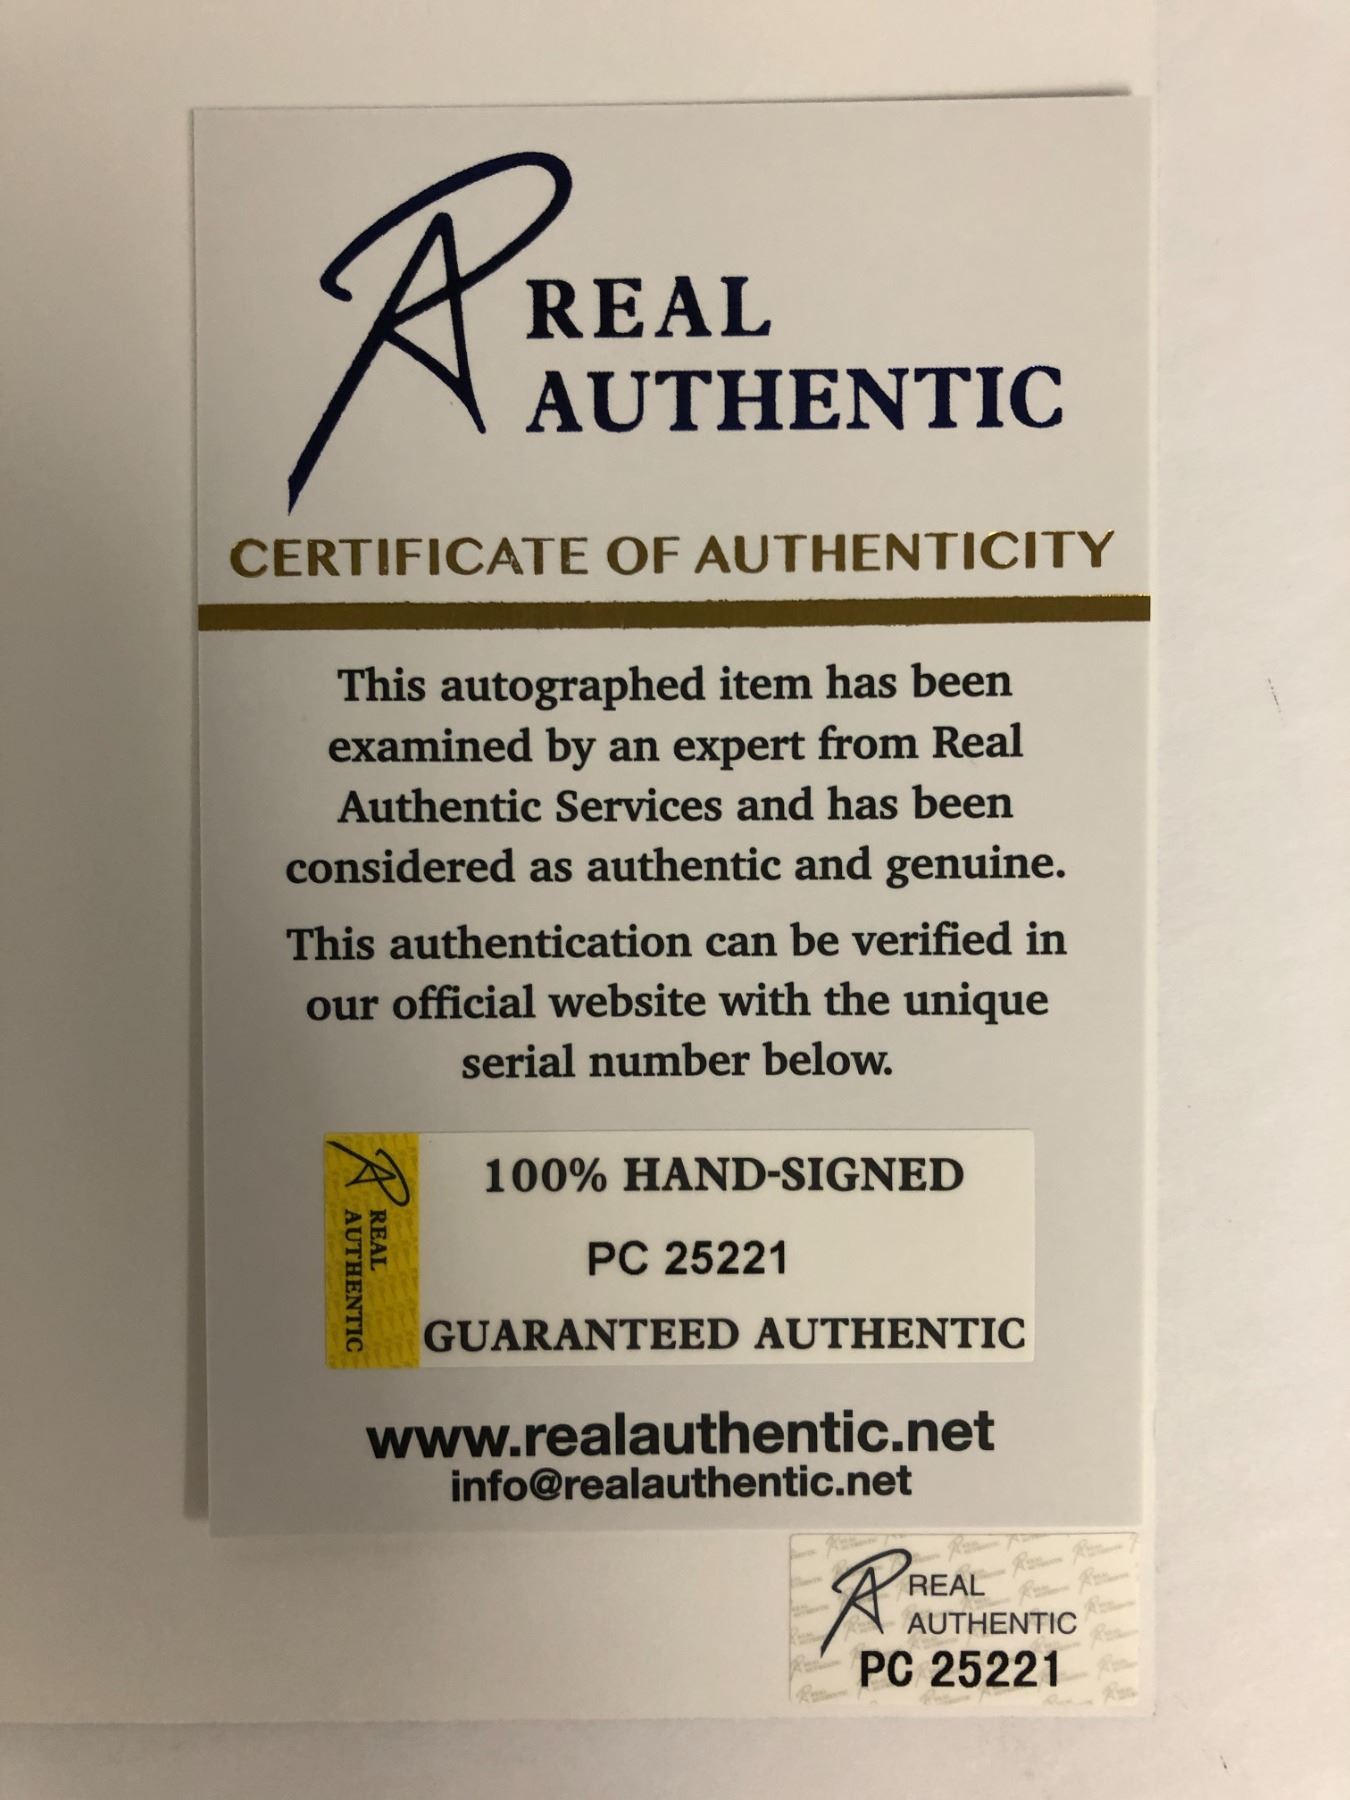 REAL
AUTHENTIC
CERTIFICATE OF AUTHENTICITY
This autographed item has been
examined by an expert from Real
Authentic Services and has been
considered as authentic and genuine.
This authentication can be verified in
our official website with the unique
serial number below.
REAL
AUTHENTIC
100% HAND-SIGNED
PC 25221
GUARANTEED AUTHENTIC
www.realauthentic.net
info@realauthentic.net
REAL
AUTHENTIC
PC 25221